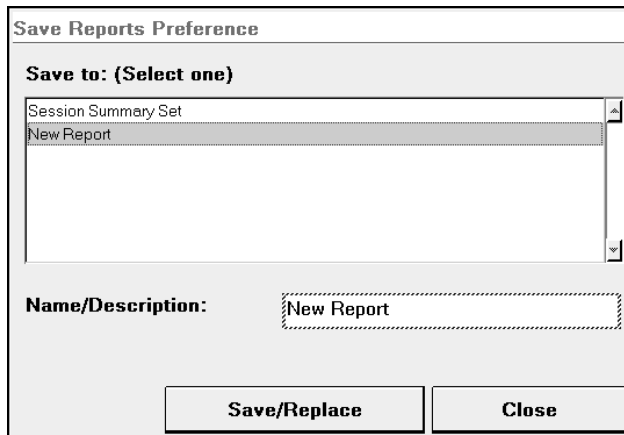 Save Reports Preference
Save to: (Select one)
Session Summary Set
New Report
Name/Description:
New Report
Save/Replace
Close